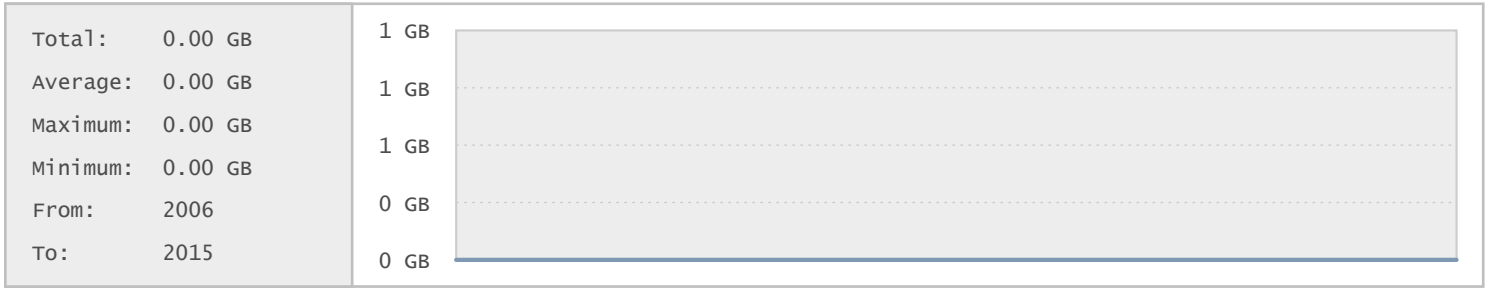 Total: 0.00 GB
Average: 0.00 GB
Maximum: 0.00 GB
Minimum: 0.00 GB
From: 2006
To: 2015
1 GB
1 GB
1 GB
0 GB
0 GB